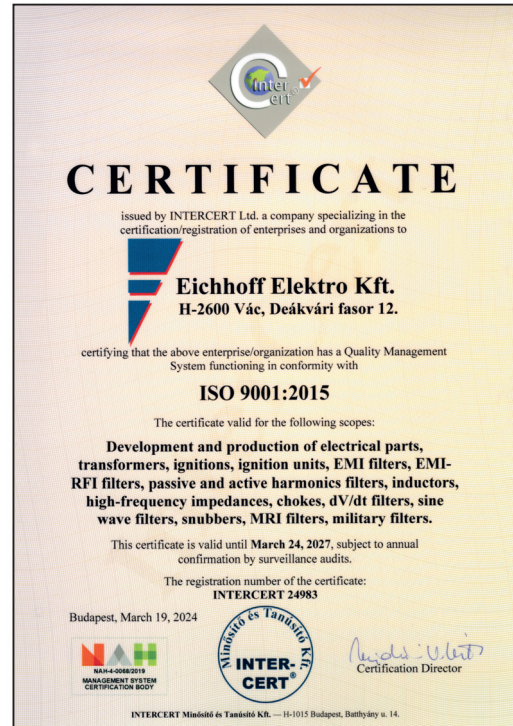 Inter
Cert®
CERTIFICATE
issued by INTERCERT Ltd. a company specializing in the
certification/registration of enterprises and organizations to
Eichhoff Elektro Kft.
H-2600 Vác, Deákvári fasor 12.
certifying that the above enterprise/organization has a Quality Management
System functioning in conformity with
ISO 9001:2015
The certificate valid for the following scopes:
Development and production of electrical parts,
transformers, ignitions, ignition units, EMI filters, EMI-
RFI filters, passive and active harmonics filters, inductors,
high-frequency impedances, chokes, dV/dt filters, sine
wave filters, snubbers, MRI filters, military filters.
This certificate is valid until March 24, 2027, subject to annual
confirmation by surveillance audits.
The registration number of the certificate:
INTERCERT 24983
Budapest, March 19, 2024
NAH
NAH-4-0068/2019
MANAGEMENT SYSTEM
CERTIFICATION BODY
Minősítő és Tanúsító Kft.
INTER-
CERT®
Certification Director
INTERCERT Minősítő és Tanúsító Kft. — H-1015 Budapest, Batthyány u. 14.